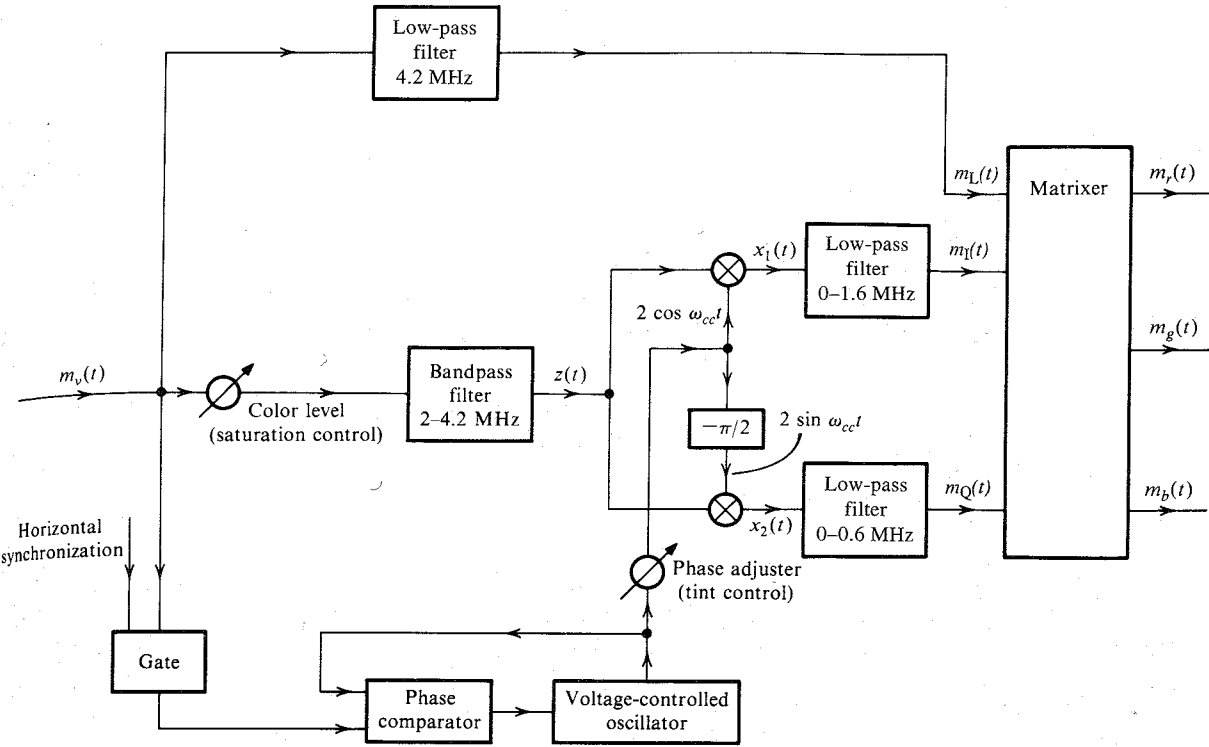 Low-pass
filter
4.2 MHz
m_L(t)
Matrixer
m_r(t)
x_1(t)
Low-pass
filter
0–1.6 MHz
m_I(t)
2 cos ω_cc t
m_g(t)
m_v(t)
Color level
(saturation control)
Bandpass
filter
2–4.2 MHz
z(t)
−π/2
2 sin ω_cc t
x_2(t)
Low-pass
filter
0–0.6 MHz
m_Q(t)
m_b(t)
Horizontal
synchronization
Phase adjuster
(tint control)
Gate
Phase
comparator
Voltage-controlled
oscillator